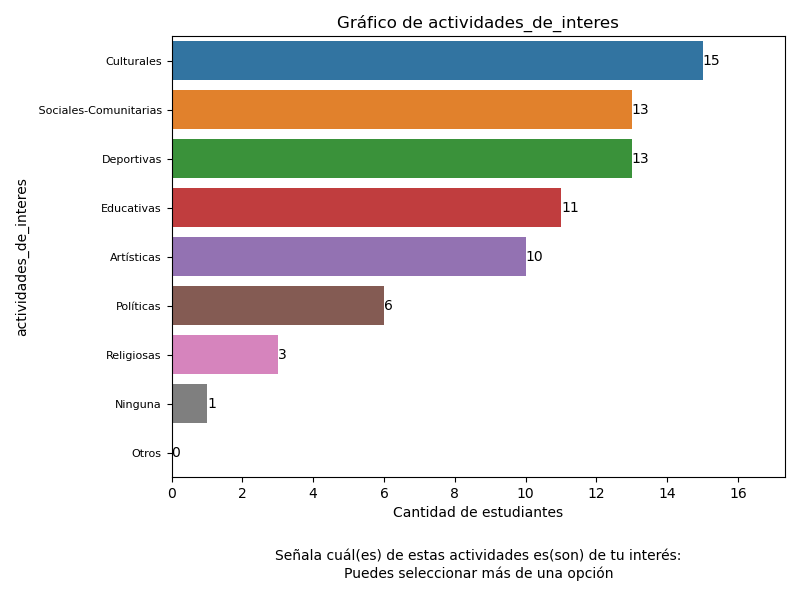 Gráfico de actividades_de_interes
actividades_de_interes
Culturales
15
Sociales-Comunitarias
13
Deportivas
13
Educativas
11
Artísticas
10
Políticas
6
Religiosas
3
Ninguna
1
Otros
0
0 2 4 6 8 10 12 14 16
Cantidad de estudiantes
Señala cuál(es) de estas actividades es(son) de tu interés:
Puedes seleccionar más de una opción